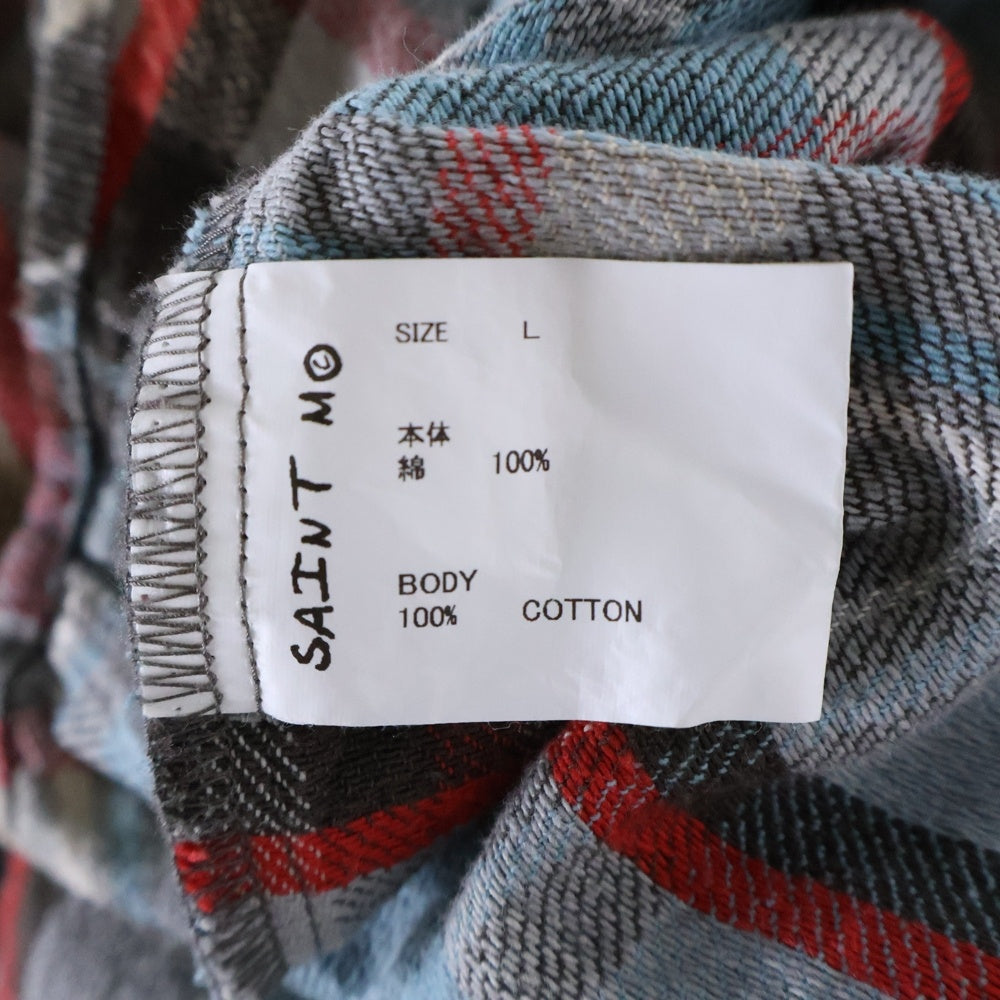 SAINT M
SIZE L
本体
綿 100%
BODY
100% COTTON